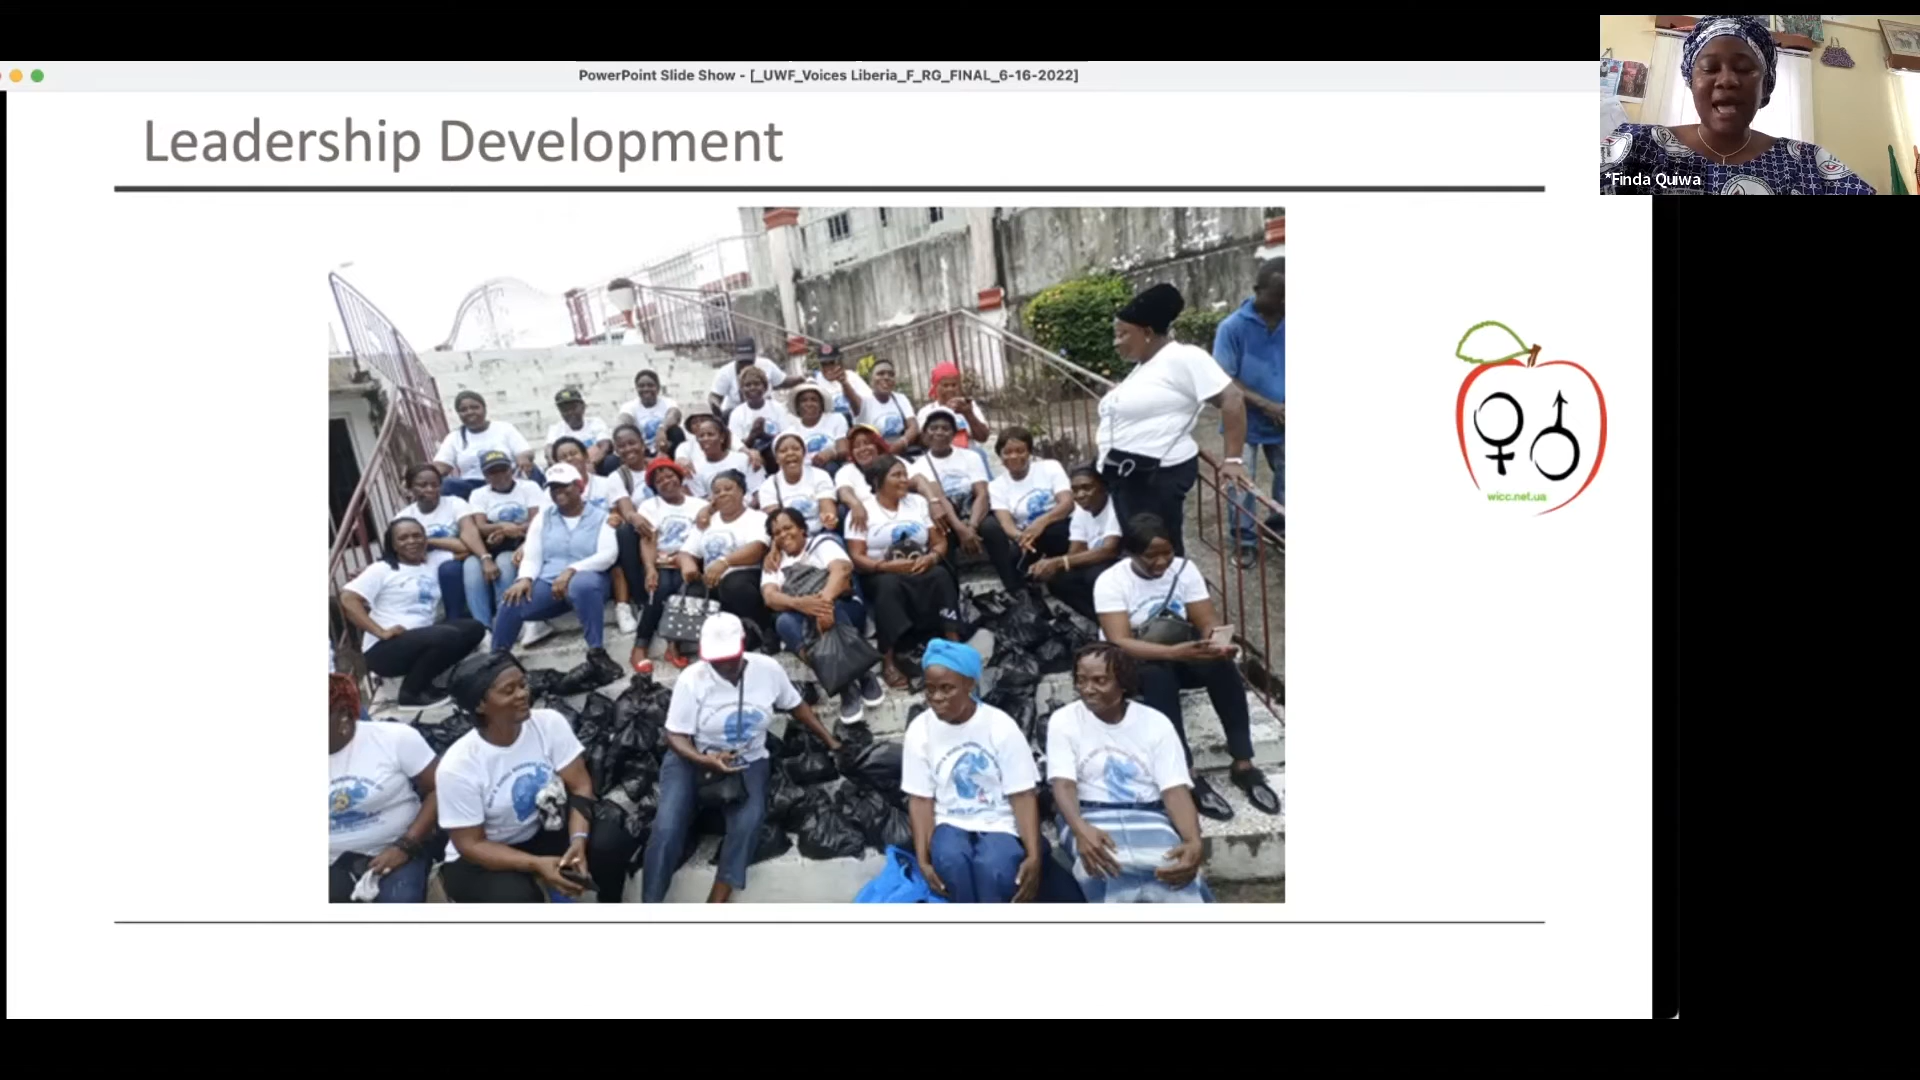 PowerPoint Slide Show - [_UWF_Voices Liberia_F_RG_FINAL_6-16-2022]
Leadership Development
*Finda Quiwa
wicc.net.ua